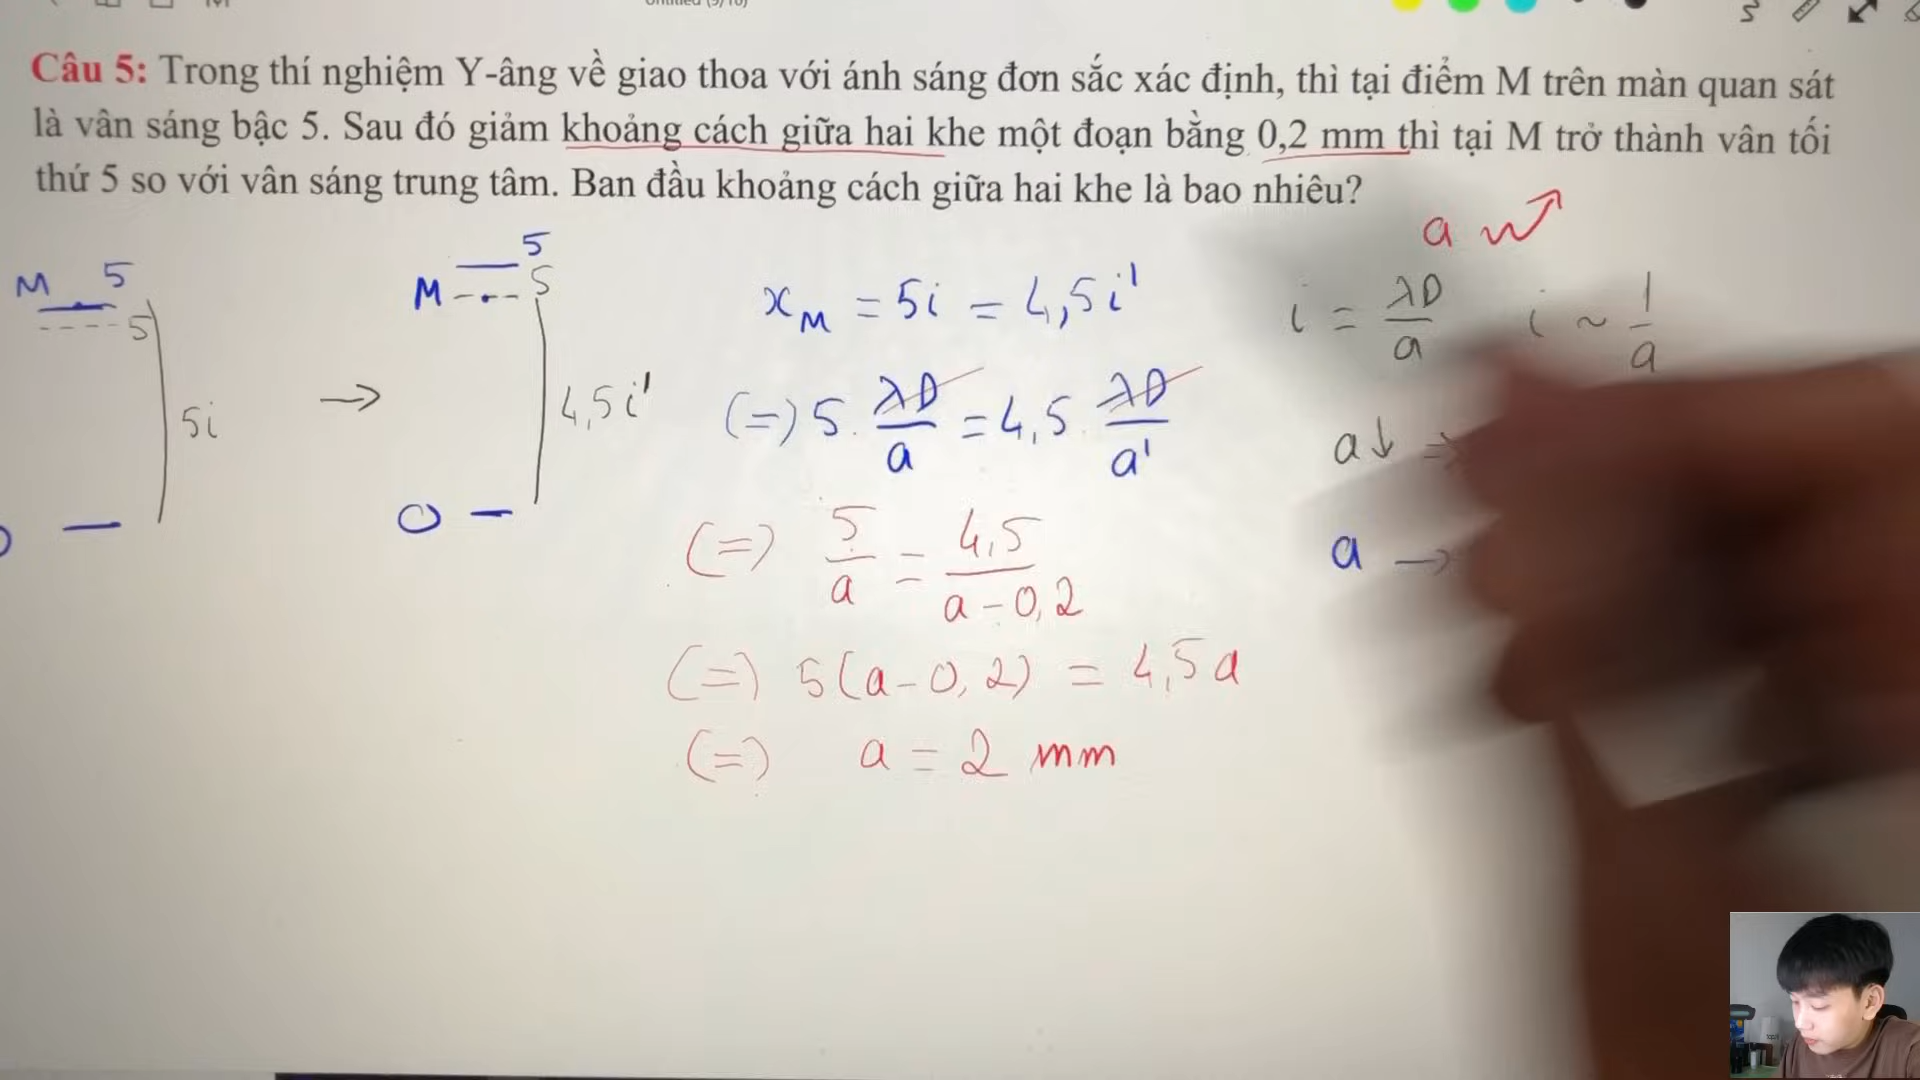 Câu 5: Trong thí nghiệm Y-âng về giao thoa với ánh sáng đơn sắc xác định, thì tại điểm M trên màn quan sát
là vân sáng bậc 5. Sau đó giảm khoảng cách giữa hai khe một đoạn bằng 0,2 mm thì tại M trở thành vân tối
thứ 5 so với vân sáng trung tâm. Ban đầu khoảng cách giữa hai khe là bao nhiêu?
M 5
5
5i
→
5
M 5
4,5i'
O
x_M = 5i = 4,5i'
(=) 5. λD/a = 4,5. λD/a'
(=) 5/a = 4,5/(a-0,2)
(=) 5(a-0,2) = 4,5a
(=) a = 2 mm
a
i = λD/a i ~ 1/a
a↓ ⇒
a →